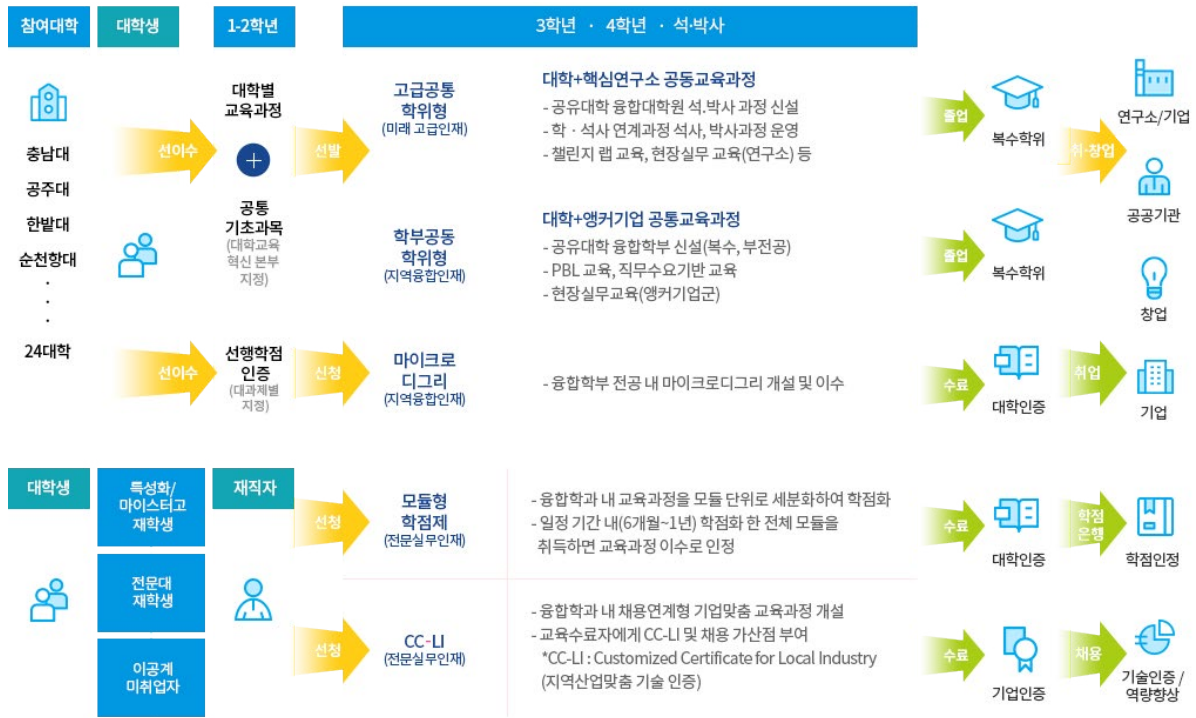 참여대학
대학생
1-2학년
3학년 · 4학년 · 석·박사
충남대
공주대
한밭대
순천향대
·
·
·
24대학
선이수
대학별
교육과정
+
공통
기초과목
(대학교육
혁신 본부
지정)
선발
고급공통
학위형
(미래 고급인재)
대학+핵심연구소 공동교육과정
- 공유대학 융합대학원 석.박사 과정 신설
- 학 · 석사 연계과정 석사, 박사과정 운영
- 챌린지 랩 교육, 현장실무 교육(연구소) 등
졸업
복수학위
취·창업
연구소/기업
공공기관
창업
학부공동
학위형
(지역융합인재)
대학+앵커기업 공통교육과정
- 공유대학 융합학부 신설(복수, 부전공)
- PBL 교육, 직무수요기반 교육
- 현장실무교육(앵커기업군)
졸업
복수학위
선이수
선행학점
인증
(대과제별
지정)
신청
마이크로
디그리
(지역융합인재)
- 융합학부 전공 내 마이크로디그리 개설 및 이수
수료
대학인증
취업
기업
대학생
특성화/
마이스터고
재학생
재직자
전문대
재학생
이공계
미취업자
신청
모듈형
학점제
(전문실무인재)
- 융합학과 내 교육과정을 모듈 단위로 세분화하여 학점화
- 일정 기간 내(6개월~1년) 학점화 한 전체 모듈을
취득하면 교육과정 이수로 인정
수료
대학인증
학점
은행
학점인정
신청
CC-LI
(전문실무인재)
- 융합학과 내 채용연계형 기업맞춤 교육과정 개설
- 교육수료자에게 CC-LI 및 채용 가산점 부여
*CC-LI : Customized Certificate for Local Industry
(지역산업맞춤 기술 인증)
수료
기업인증
채용
기술인증 /
역량향상